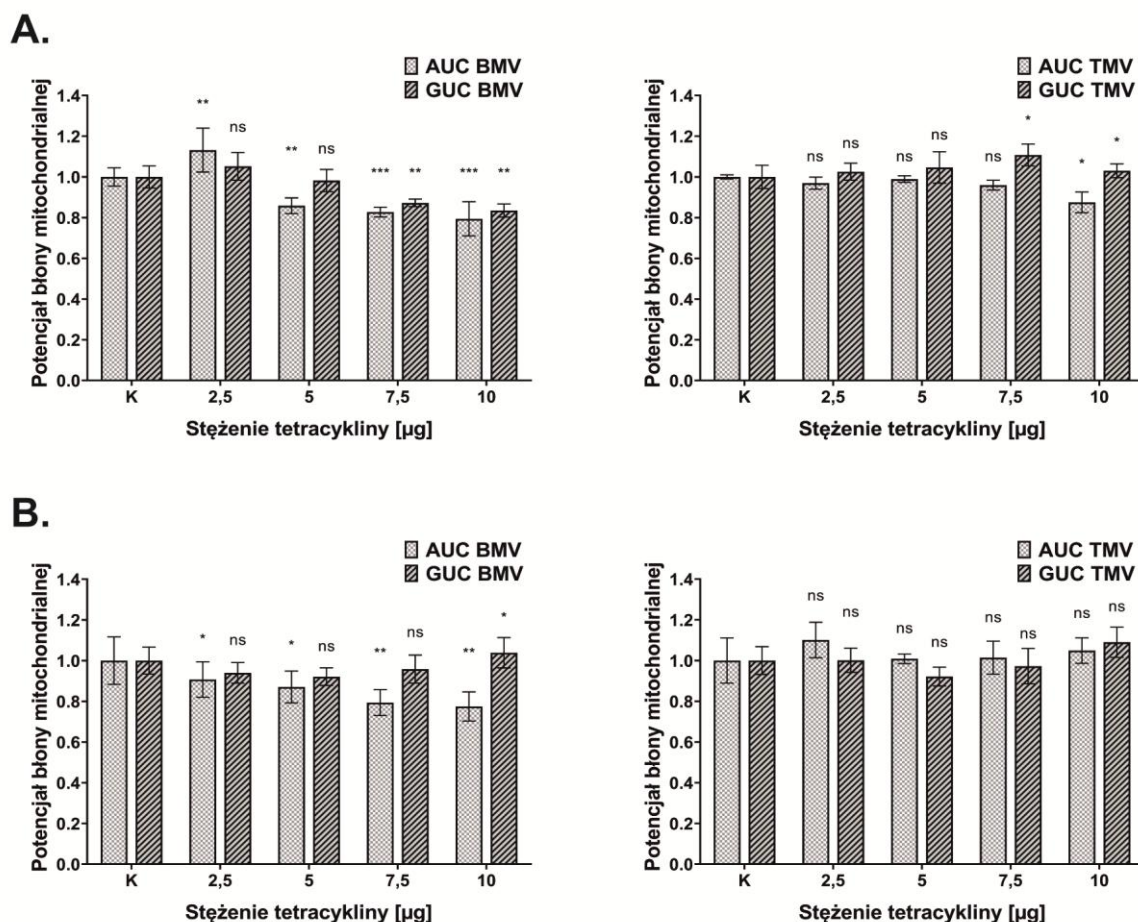 A.
AUC BMV
GUC BMV
Potencjał błony mitochondrialnej
1.4
1.2
1.0
0.8
0.6
0.4
0.2
0.0
** ns ** ns *** ** *** **
K 2,5 5 7,5 10
Stężenie tetracykliny [µg]
AUC TMV
GUC TMV
Potencjał błony mitochondrialnej
1.4
1.2
1.0
0.8
0.6
0.4
0.2
0.0
ns ns ns ns ns * * *
K 2,5 5 7,5 10
Stężenie tetracykliny [µg]
B.
AUC BMV
GUC BMV
Potencjał błony mitochondrialnej
1.4
1.2
1.0
0.8
0.6
0.4
0.2
0.0
* ns * ns ** ns ** *
K 2,5 5 7,5 10
Stężenie tetracykliny [µg]
AUC TMV
GUC TMV
Potencjał błony mitochondrialnej
1.4
1.2
1.0
0.8
0.6
0.4
0.2
0.0
ns ns ns ns ns ns ns ns
K 2,5 5 7,5 10
Stężenie tetracykliny [µg]